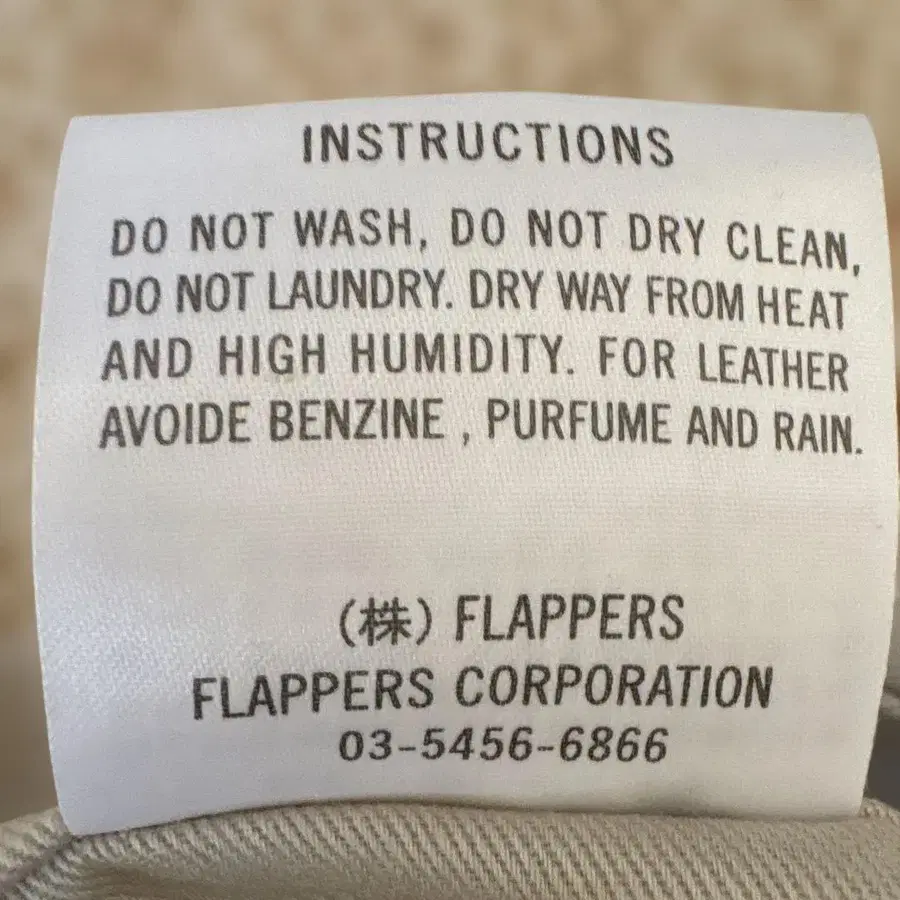 INSTRUCTIONS
DO NOT WASH, DO NOT DRY CLEAN,
DO NOT LAUNDRY. DRY WAY FROM HEAT
AND HIGH HUMIDITY. FOR LEATHER
AVOIDE BENZINE , PURFUME AND RAIN.
(株) FLAPPERS
FLAPPERS CORPORATION
03-5456-6866